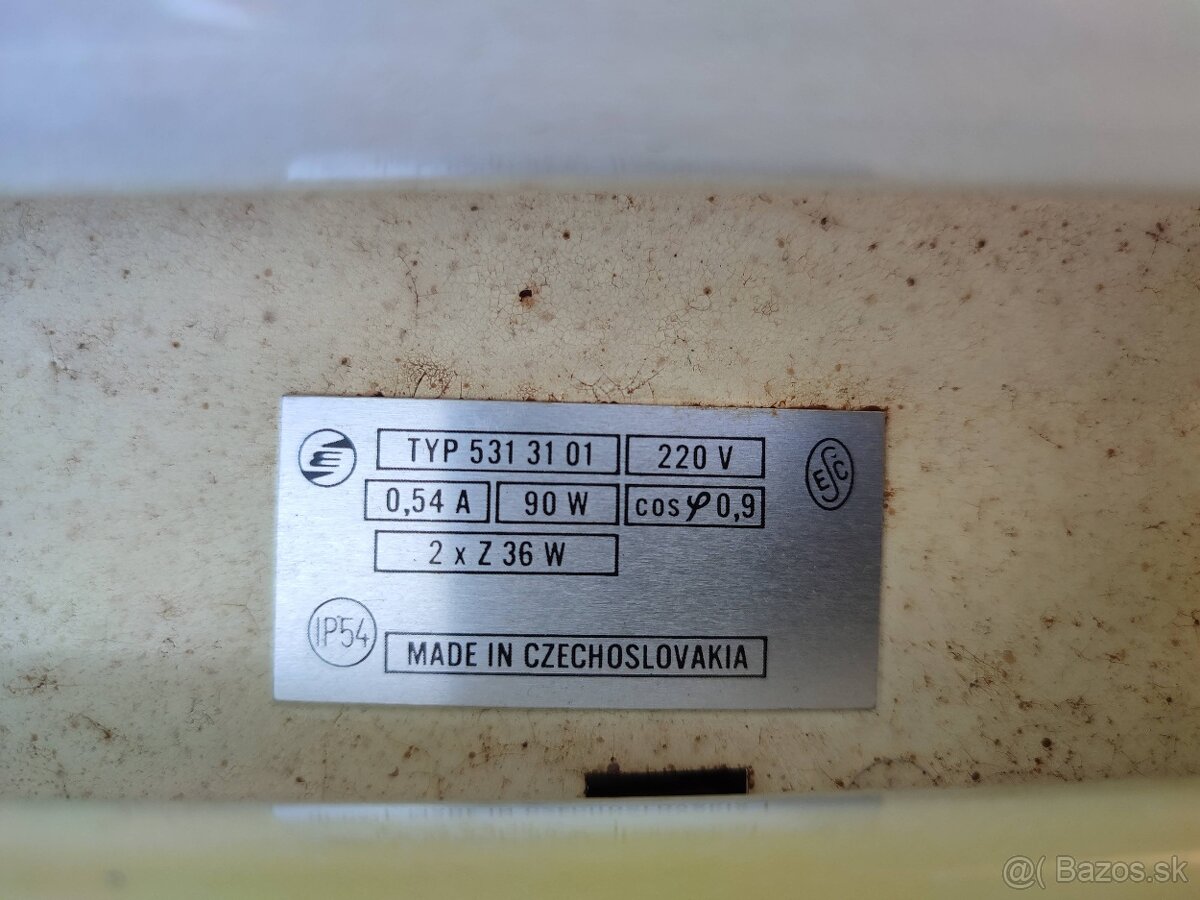 TYP 531 31 01 220 V
0,54 A 90 W cos φ 0,9
2 x Z 36 W
ESČ
IP54
MADE IN CZECHOSLOVAKIA
@( Bazos.sk